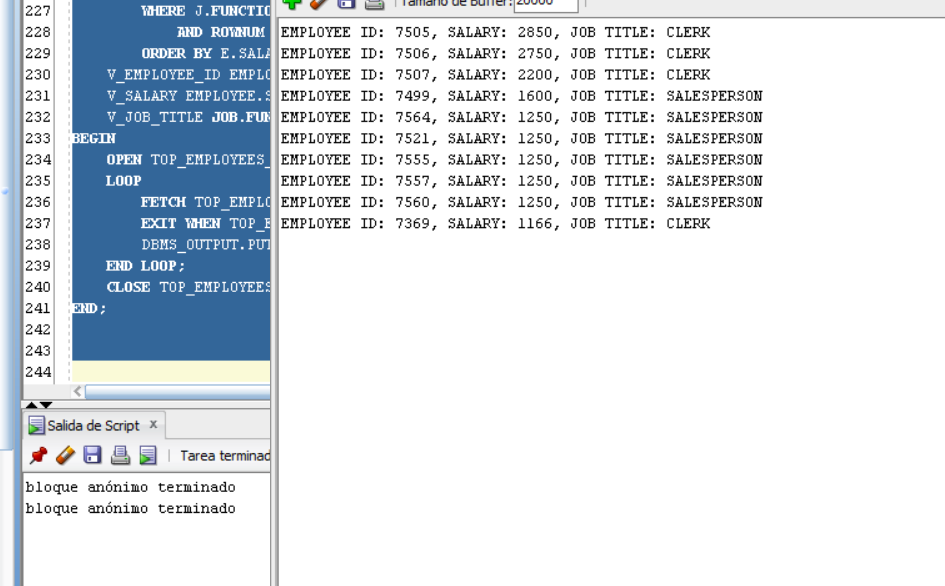 Tamaño de Buffer: 20000
227 WHERE J.FUNCTIO
228 AND ROWNUM
229 ORDER BY E.SALA
230 V_EMPLOYEE_ID EMPLO
231 V_SALARY EMPLOYEE.S
232 V_JOB_TITLE JOB.FUN
233 BEGIN
234 OPEN TOP_EMPLOYEES_
235 LOOP
236 FETCH TOP_EMPLO
237 EXIT WHEN TOP_E
238 DBMS_OUTPUT.PUT
239 END LOOP;
240 CLOSE TOP_EMPLOYEES
241 END;
242
243
244
EMPLOYEE ID: 7505, SALARY: 2850, JOB TITLE: CLERK
EMPLOYEE ID: 7506, SALARY: 2750, JOB TITLE: CLERK
EMPLOYEE ID: 7507, SALARY: 2200, JOB TITLE: CLERK
EMPLOYEE ID: 7499, SALARY: 1600, JOB TITLE: SALESPERSON
EMPLOYEE ID: 7564, SALARY: 1250, JOB TITLE: SALESPERSON
EMPLOYEE ID: 7521, SALARY: 1250, JOB TITLE: SALESPERSON
EMPLOYEE ID: 7555, SALARY: 1250, JOB TITLE: SALESPERSON
EMPLOYEE ID: 7557, SALARY: 1250, JOB TITLE: SALESPERSON
EMPLOYEE ID: 7560, SALARY: 1250, JOB TITLE: SALESPERSON
EMPLOYEE ID: 7369, SALARY: 1166, JOB TITLE: CLERK
Salida de Script x
Tarea terminad
bloque anónimo terminado
bloque anónimo terminado